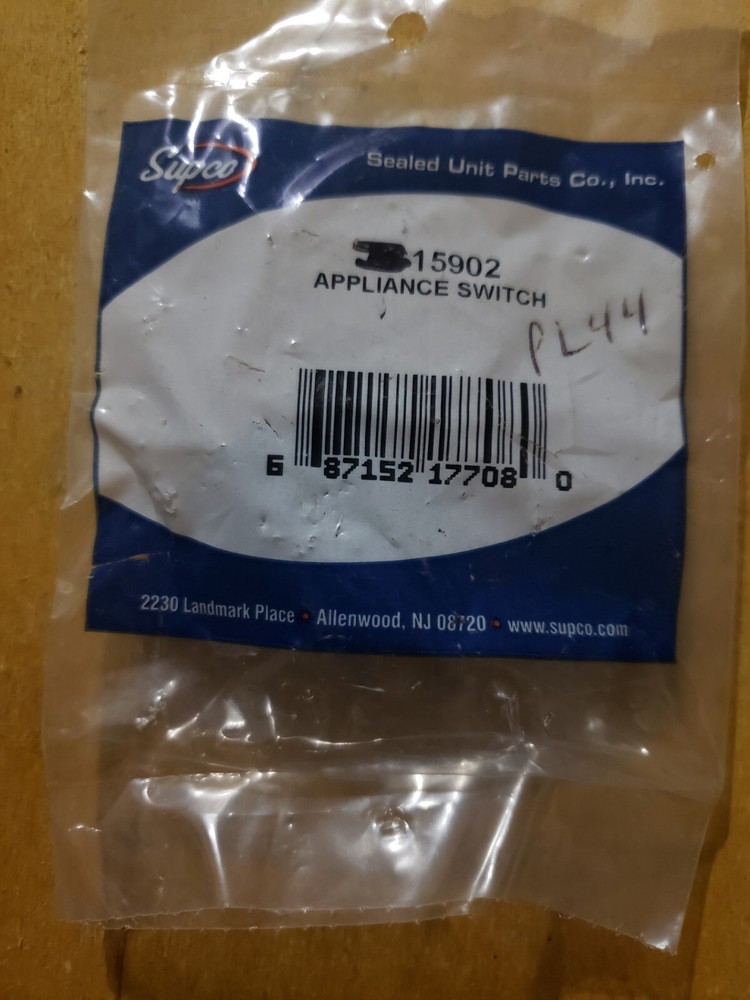 Supco
Sealed Unit Parts Co., Inc.
15902
APPLIANCE SWITCH
PL44
6 87152 17708 0
2230 Landmark Place • Allenwood, NJ 08720 • www.supco.com